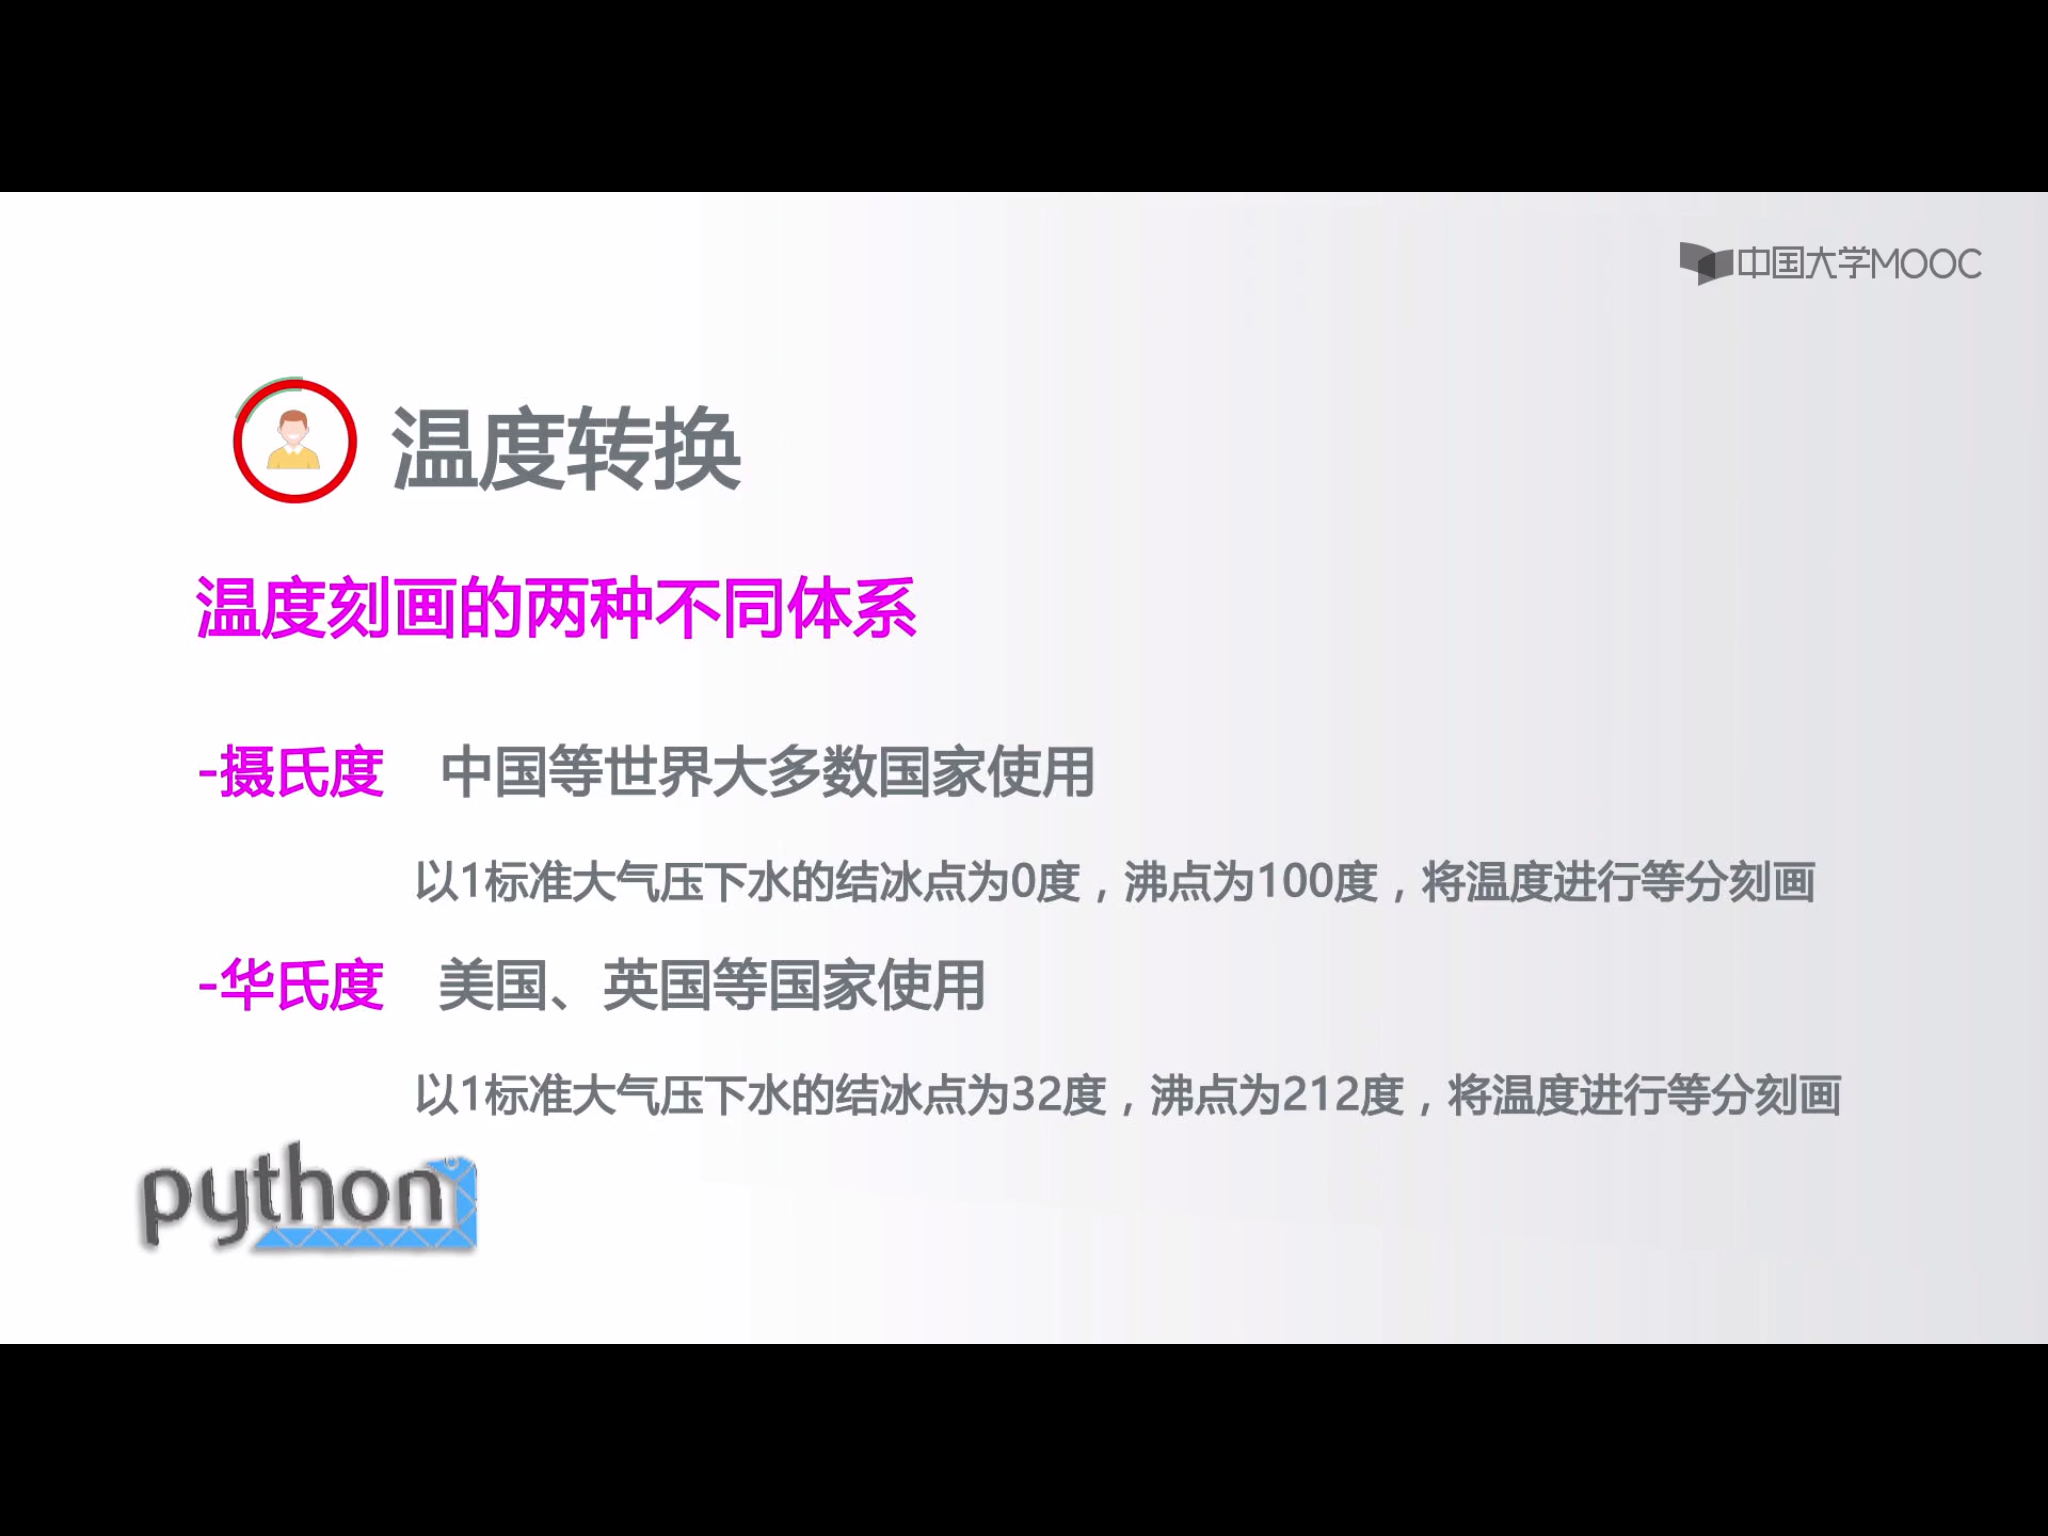 中国大学MOOC
温度转换
温度刻画的两种不同体系
-摄氏度 中国等世界大多数国家使用
以1标准大气压下水的结冰点为0度，沸点为100度，将温度进行等分刻画
-华氏度 美国、英国等国家使用
以1标准大气压下水的结冰点为32度，沸点为212度，将温度进行等分刻画
python